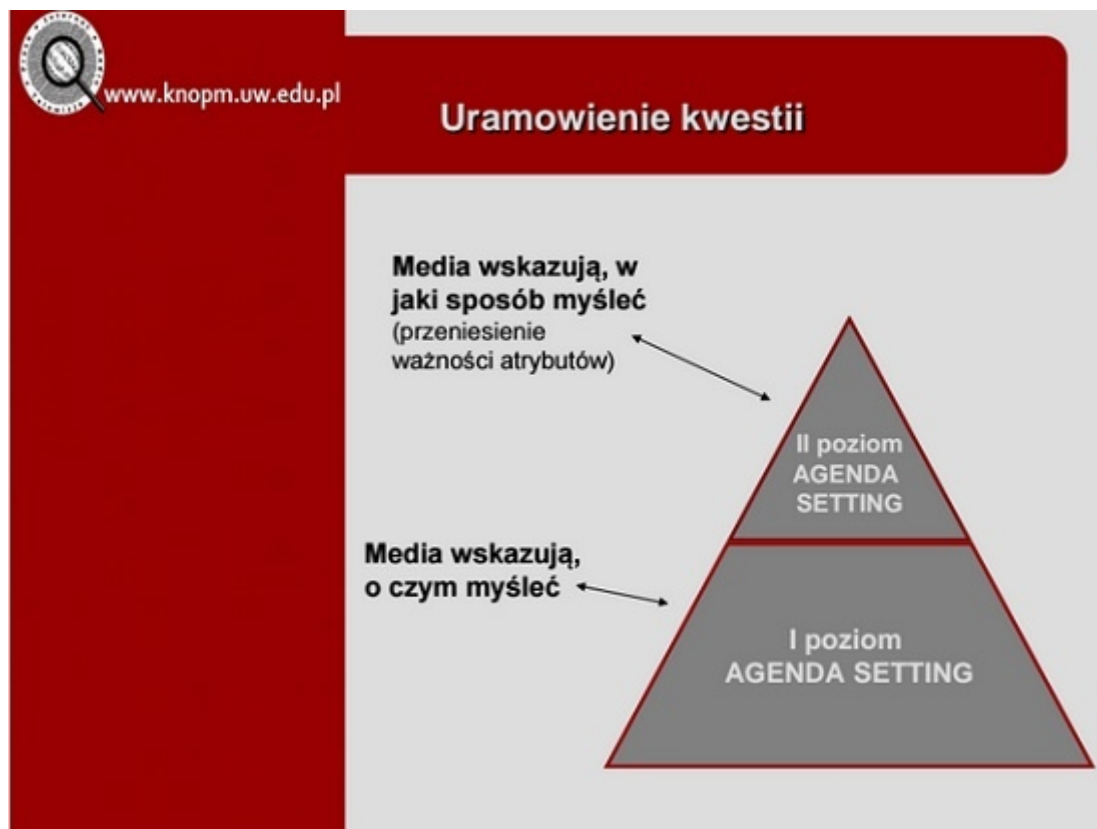 www.knopm.uw.edu.pl
Uramowienie kwestii
Media wskazują, w
jaki sposób myśleć
(przeniesienie
ważności atrybutów)
II poziom
AGENDA
SETTING
Media wskazują,
o czym myśleć
I poziom
AGENDA SETTING